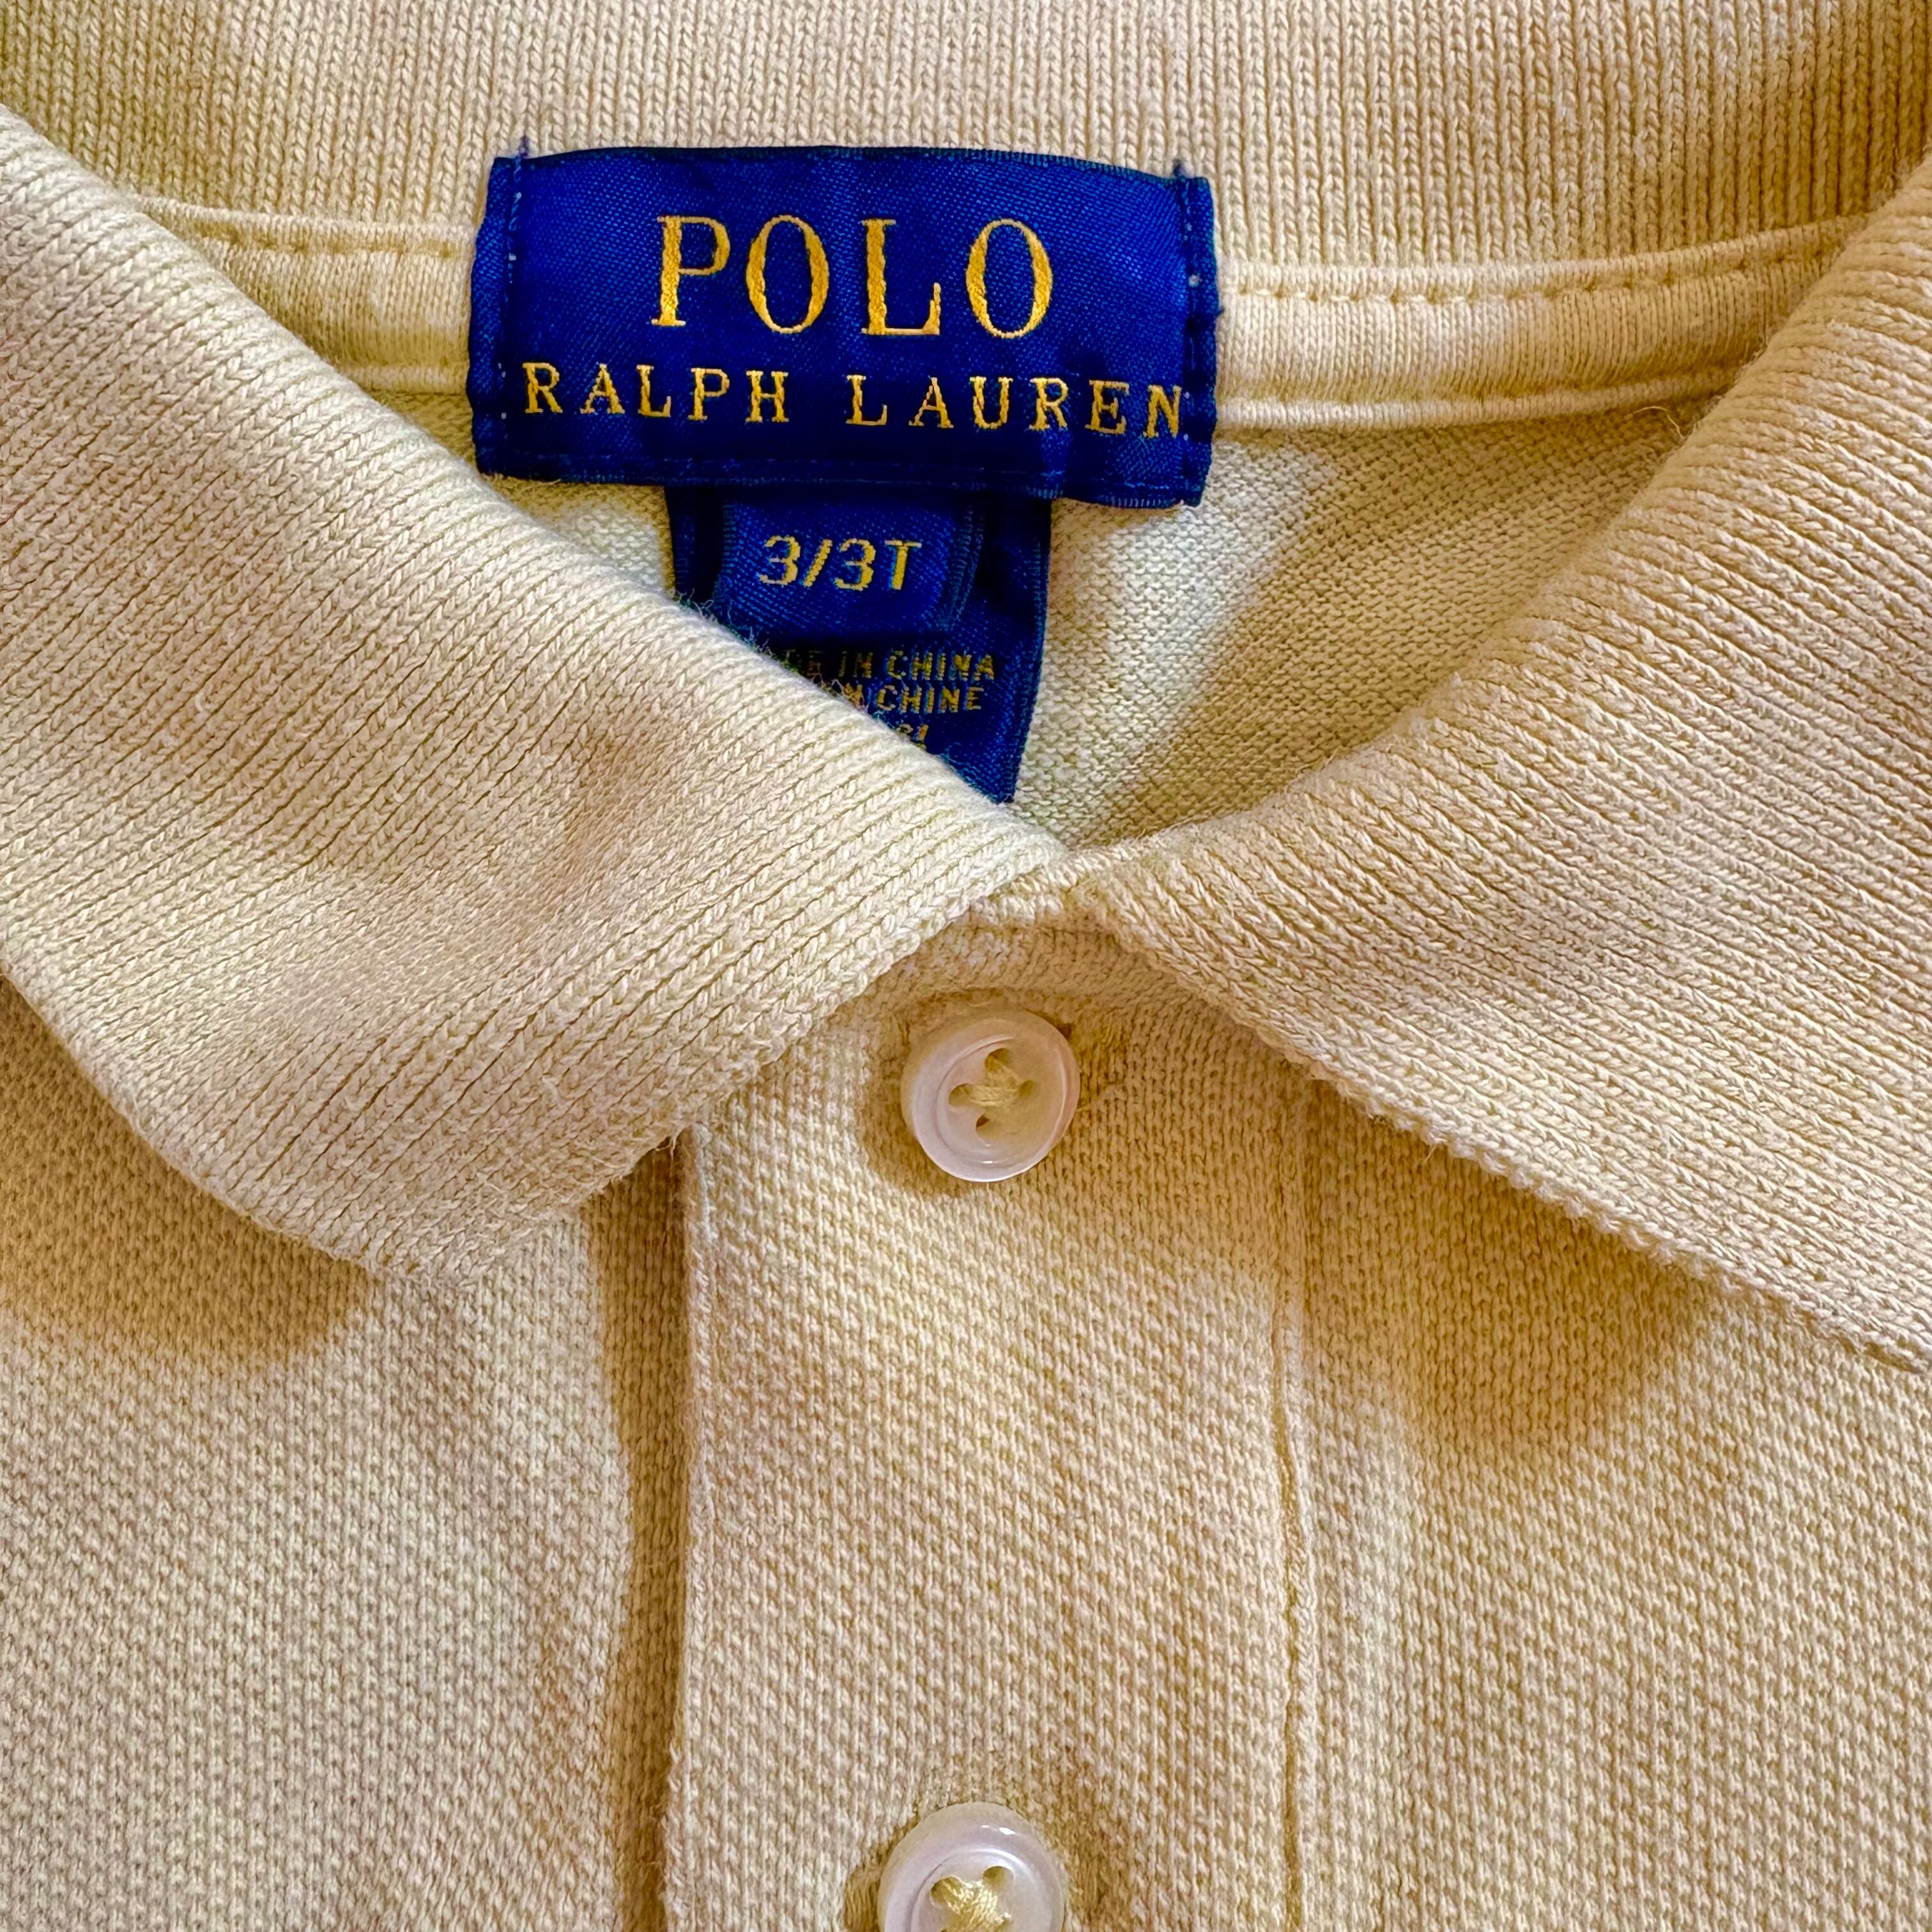 POLO
RALPH LAUREN
3/3T
IN CHINA
CHINE